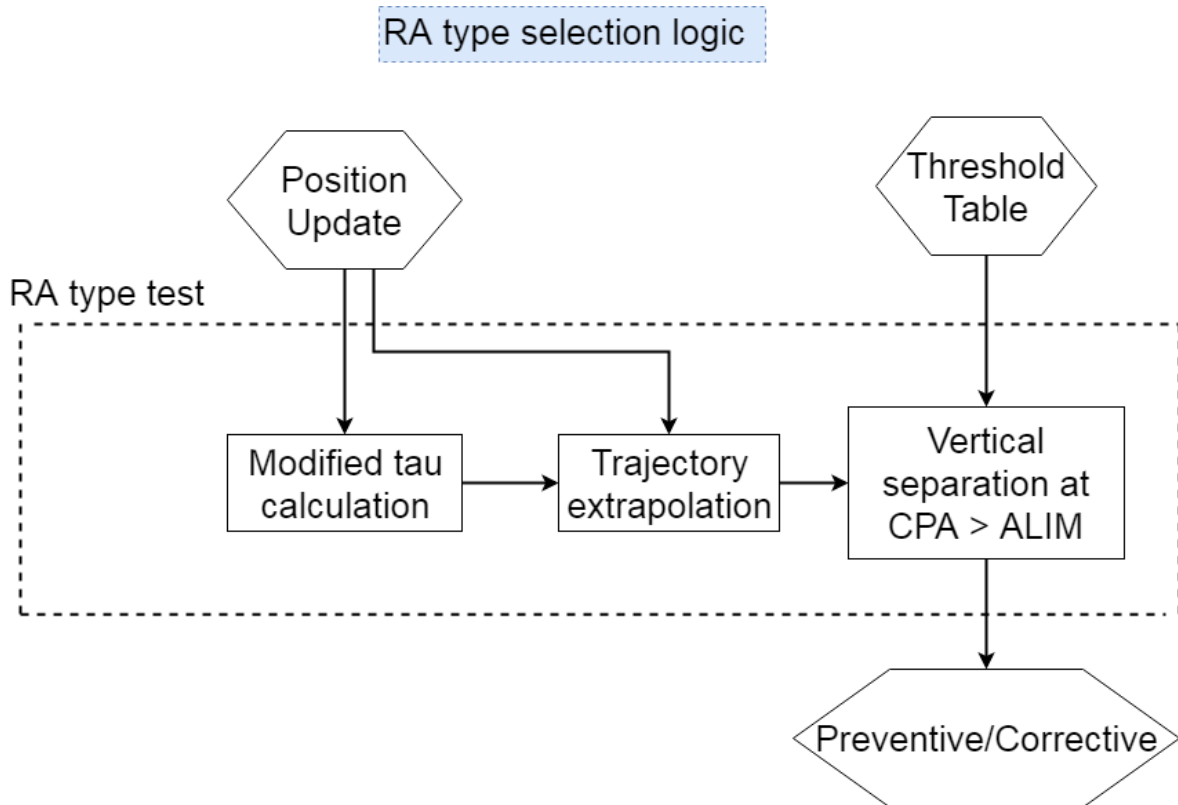 RA type selection logic
Position
Update
Threshold
Table
RA type test
Modified tau
calculation
Trajectory
extrapolation
Vertical
separation at
CPA > ALIM
Preventive/Corrective